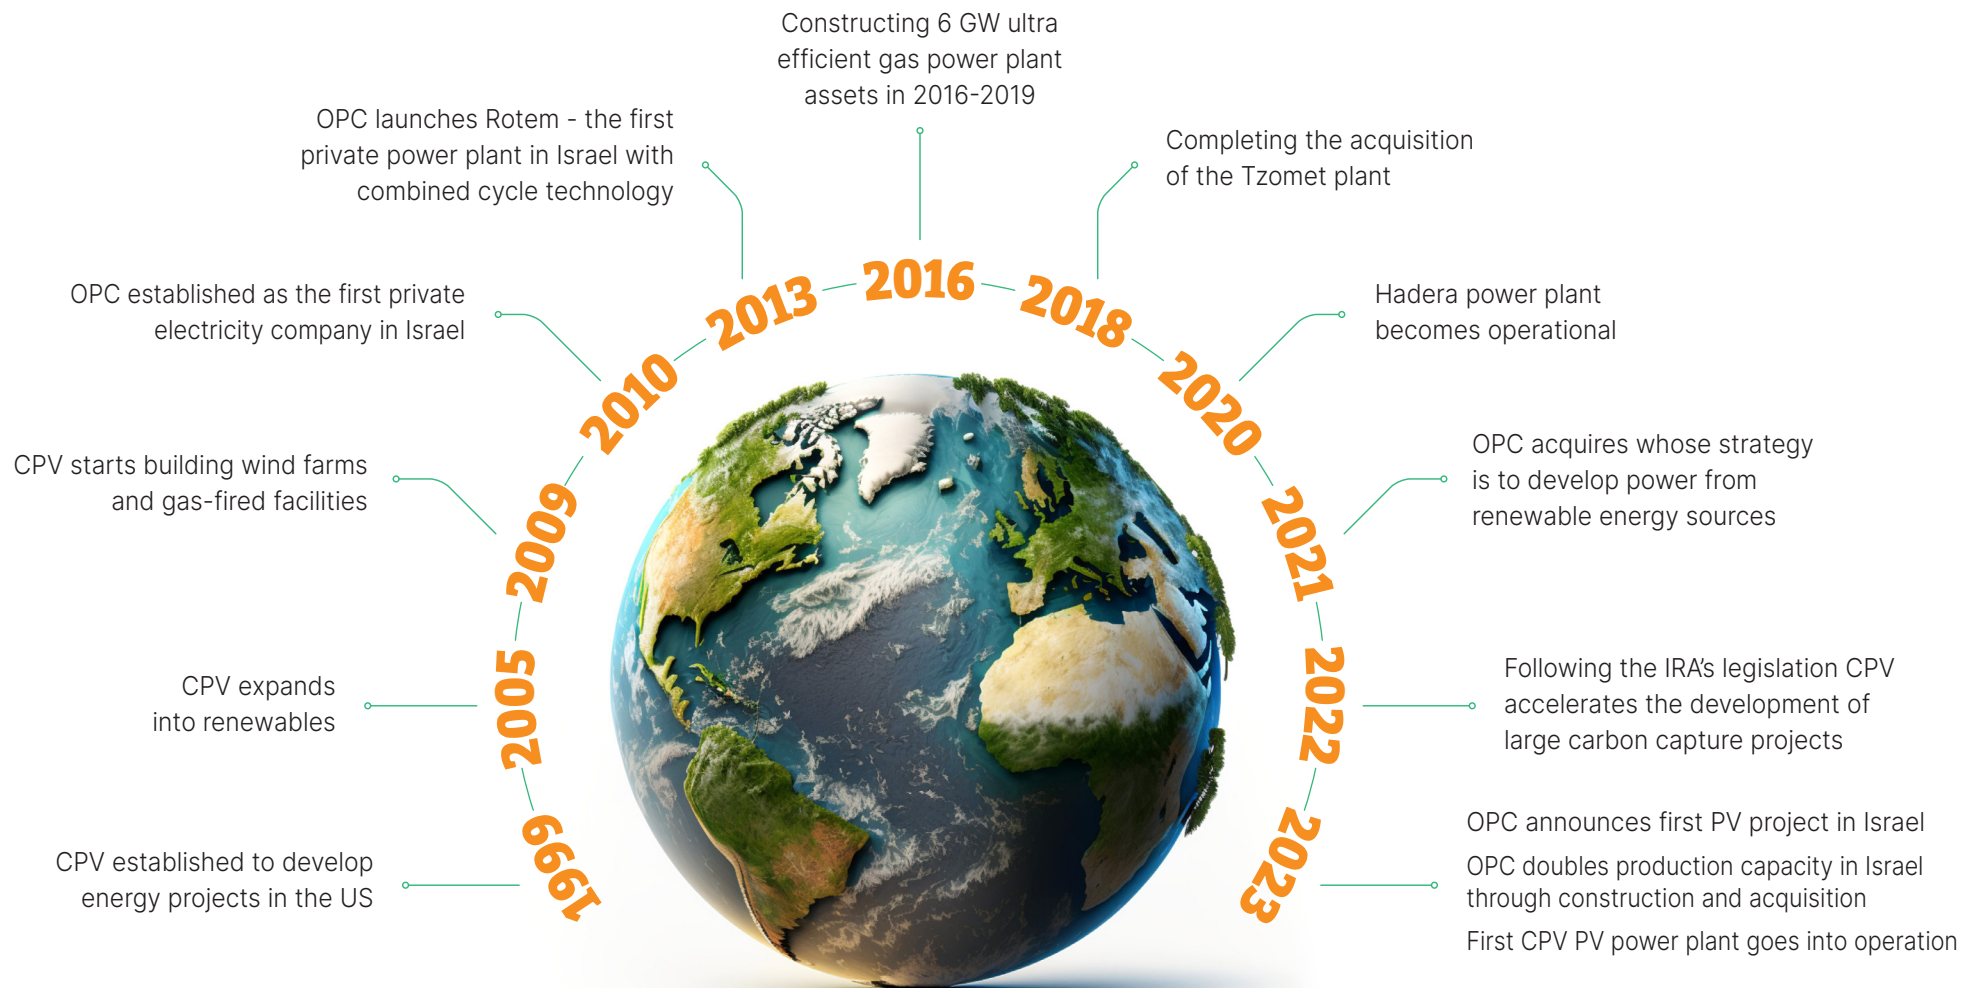 CPV established to develop
energy projects in the US
1999
CPV expands
into renewables
2005
CPV starts building wind farms
and gas-fired facilities
2009
OPC established as the first private
electricity company in Israel
2010
OPC launches Rotem - the first
private power plant in Israel with
combined cycle technology
2013
Constructing 6 GW ultra
efficient gas power plant
assets in 2016-2019
2016
Completing the acquisition
of the Tzomet plant
2018
Hadera power plant
becomes operational
2020
OPC acquires whose strategy
is to develop power from
renewable energy sources
2021
Following the IRA’s legislation CPV
accelerates the development of
large carbon capture projects
2022
OPC announces first PV project in Israel
OPC doubles production capacity in Israel
through construction and acquisition
First CPV PV power plant goes into operation
2023